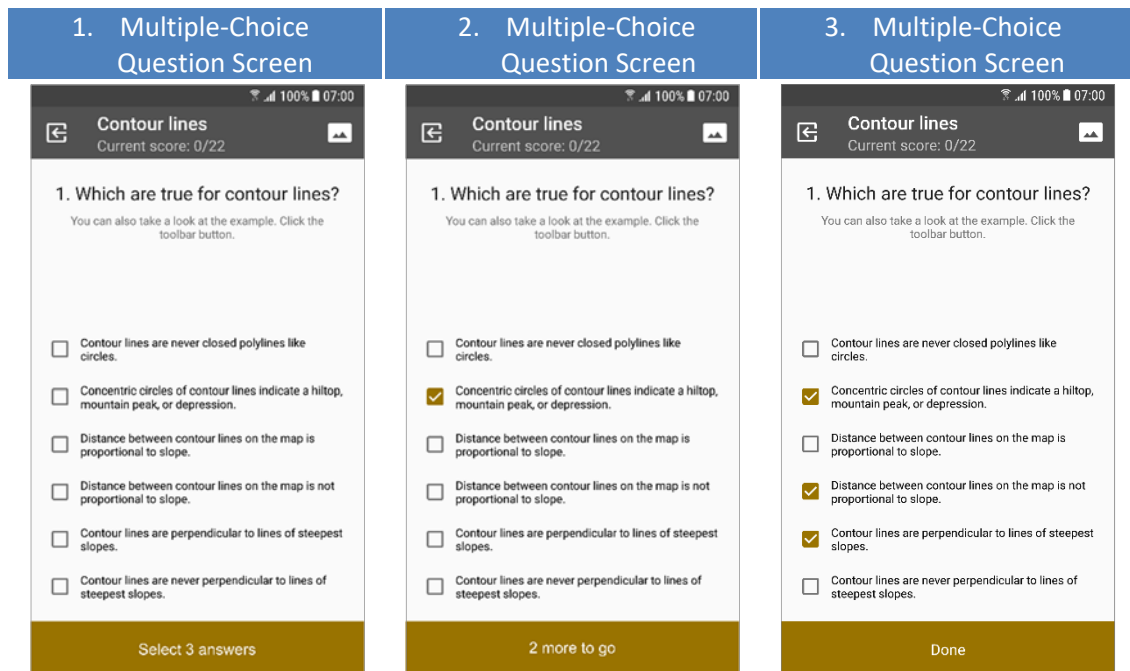 1. Multiple-Choice
Question Screen
100% 07:00
Contour lines
Current score: 0/22
1. Which are true for contour lines?
You can also take a look at the example. Click the
toolbar button.
Contour lines are never closed polylines like
circles.
Concentric circles of contour lines indicate a hiltop,
mountain peak, or depression.
Distance between contour lines on the map is
proportional to slope.
Distance between contour lines on the map is not
proportional to slope.
Contour lines are perpendicular to lines of steepest
slopes.
Contour lines are never perpendicular to lines of
steepest slopes.
Select 3 answers
2. Multiple-Choice
Question Screen
100% 07:00
Contour lines
Current score: 0/22
1. Which are true for contour lines?
You can also take a look at the example. Click the
toolbar button.
Contour lines are never closed polylines like
circles.
Concentric circles of contour lines indicate a hiltop,
mountain peak, or depression.
Distance between contour lines on the map is
proportional to slope.
Distance between contour lines on the map is not
proportional to slope.
Contour lines are perpendicular to lines of steepest
slopes.
Contour lines are never perpendicular to lines of
steepest slopes.
2 more to go
3. Multiple-Choice
Question Screen
100% 07:00
Contour lines
Current score: 0/22
1. Which are true for contour lines?
You can also take a look at the example. Click the
toolbar button.
Contour lines are never closed polylines like
circles.
Concentric circles of contour lines indicate a hiltop,
mountain peak, or depression.
Distance between contour lines on the map is
proportional to slope.
Distance between contour lines on the map is not
proportional to slope.
Contour lines are perpendicular to lines of steepest
slopes.
Contour lines are never perpendicular to lines of
steepest slopes.
Done